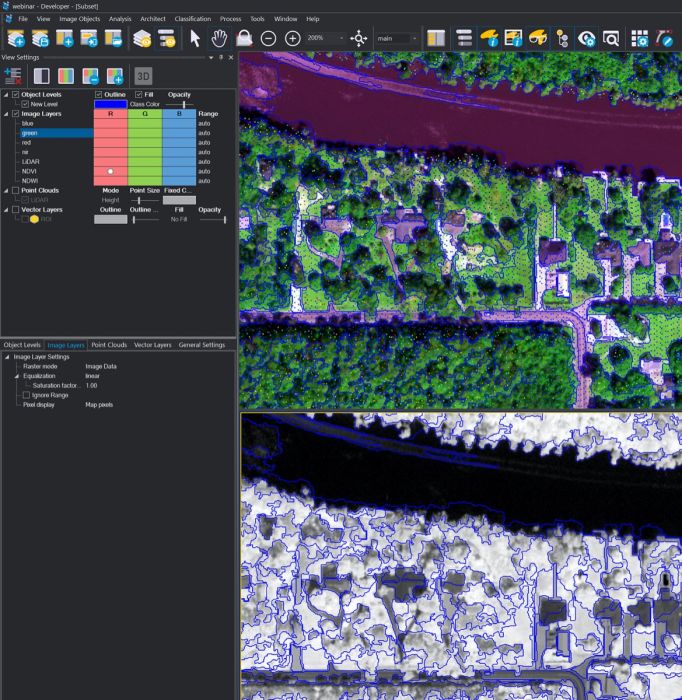 webinar - Developer - [Subset]
File View Image Objects Analysis Architect Classification Process Tools Window Help
200% main
3D
View Settings
Object Levels Outline Fill Opacity
New Level Class Color
Image Layers R G B Range
blue auto
green auto
red auto
nir auto
LiDAR auto
NDVI auto
NDWI auto
Point Clouds Mode Point Size Fixed C...
LiDAR Height
Vector Layers Outline Outline ... Fill Opacity
ROI No Fill
Object Levels Image Layers Point Clouds Vector Layers General Settings
Image Layer Settings
Raster mode Image Data
Equalization linear
Saturation factor... 1.00
Ignore Range
Pixel display Map pixels